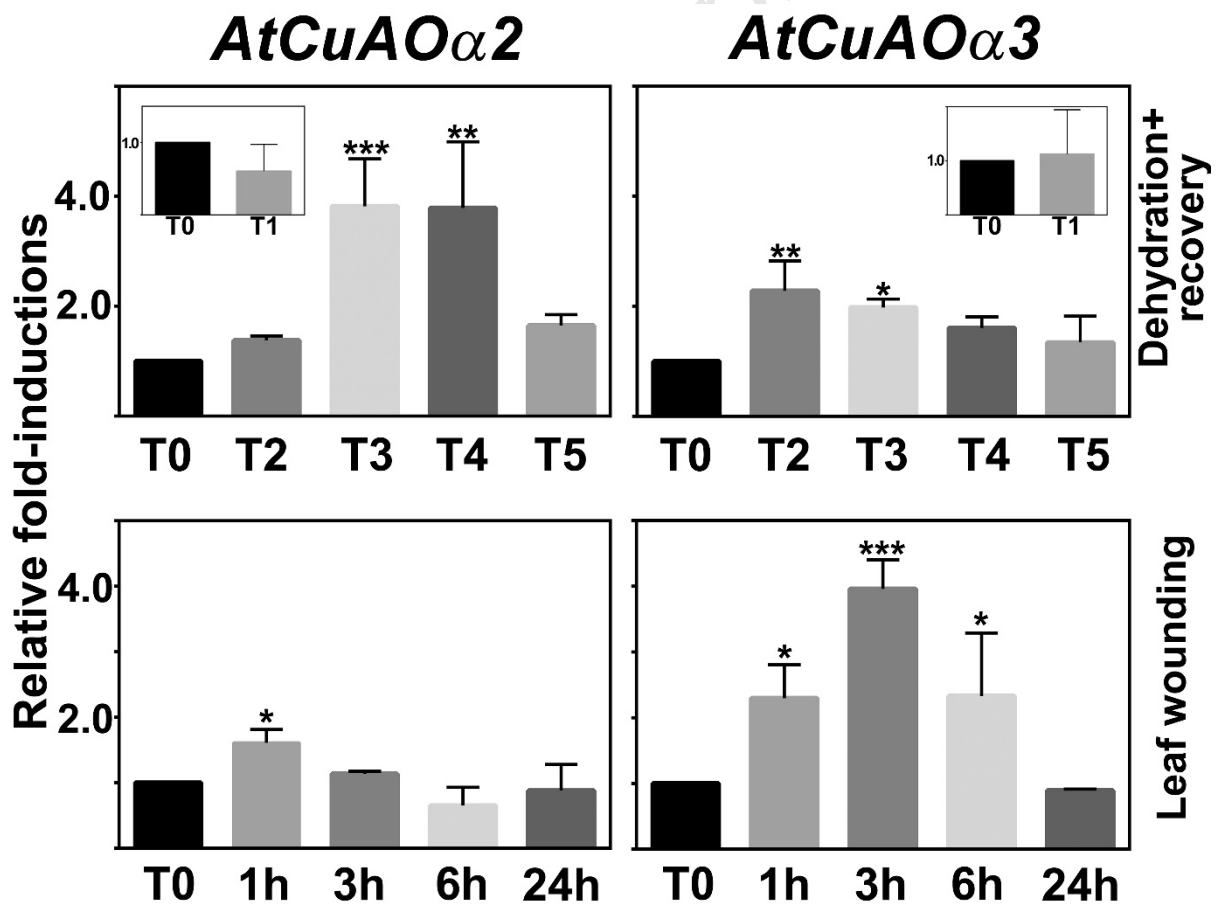 AtCuAOα2
AtCuAOα3
Relative fold-inductions
4.0
2.0
1.0
T0 T1
***
**
T0 T2 T3 T4 T5
1.0
T0 T1
**
*
T0 T2 T3 T4 T5
Dehydration+
recovery
4.0
2.0
*
T0 1h 3h 6h 24h
*
***
*
T0 1h 3h 6h 24h
Leaf wounding